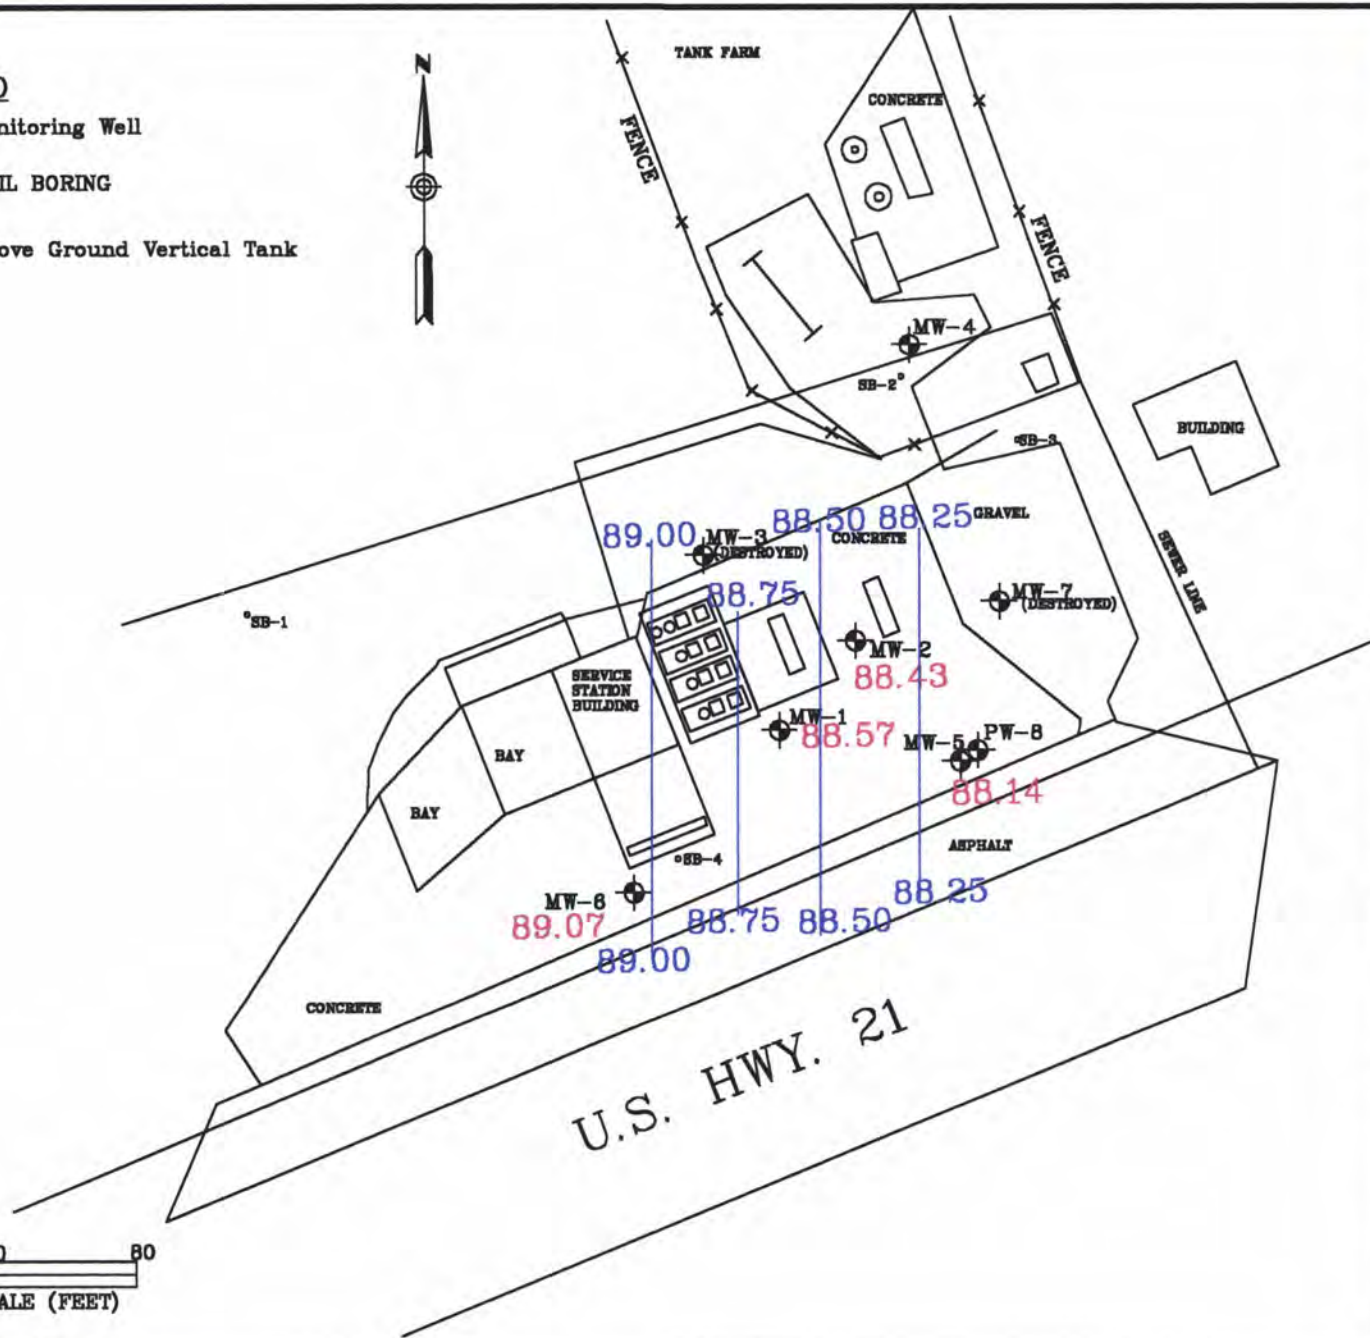 N
TANK FARM
CONCRETE
nitoring Well
FENCE
IL BORING
FENCE
ove Ground Vertical Tank
MW-4
SB-2
SB-3
BUILDING
89.00
MW-3
(DESTROYED)
88.50
88.25
GRAVEL
CONCRETE
SEWER LINE
88.75
MW-7
(DESTROYED)
SB-1
MW-2
88.43
SERVICE
STATION
BUILDING
MW-1
88.57
MW-5
PW-8
BAY
88.14
BAY
ASPHALT
SB-4
MW-6
88.25
89.07
88.75
88.50
89.00
CONCRETE
U.S. HWY. 21
80
ALE (FEET)